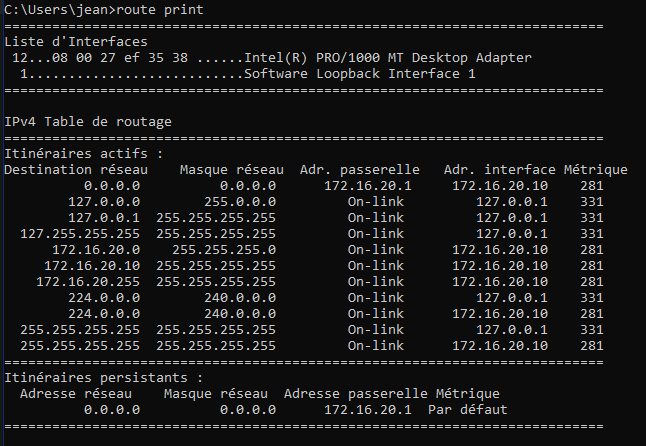 C:\Users\jean>route print
===========================================================================
Liste d'Interfaces
 12...08 00 27 ef 35 38 ......Intel(R) PRO/1000 MT Desktop Adapter
  1...........................Software Loopback Interface 1
===========================================================================

IPv4 Table de routage
===========================================================================
Itinéraires actifs :
Destination réseau    Masque réseau  Adr. passerelle   Adr. interface Métrique
          0.0.0.0          0.0.0.0      172.16.20.1     172.16.20.10    281
        127.0.0.0        255.0.0.0         On-link         127.0.0.1    331
        127.0.0.1  255.255.255.255         On-link         127.0.0.1    331
  127.255.255.255  255.255.255.255         On-link         127.0.0.1    331
      172.16.20.0    255.255.255.0         On-link      172.16.20.10    281
     172.16.20.10  255.255.255.255         On-link      172.16.20.10    281
    172.16.20.255  255.255.255.255         On-link      172.16.20.10    281
        224.0.0.0        240.0.0.0         On-link         127.0.0.1    331
        224.0.0.0        240.0.0.0         On-link      172.16.20.10    281
  255.255.255.255  255.255.255.255         On-link         127.0.0.1    331
  255.255.255.255  255.255.255.255         On-link      172.16.20.10    281
===========================================================================
Itinéraires persistants :
  Adresse réseau    Masque réseau  Adresse passerelle Métrique
          0.0.0.0          0.0.0.0      172.16.20.1  Par défaut
===========================================================================